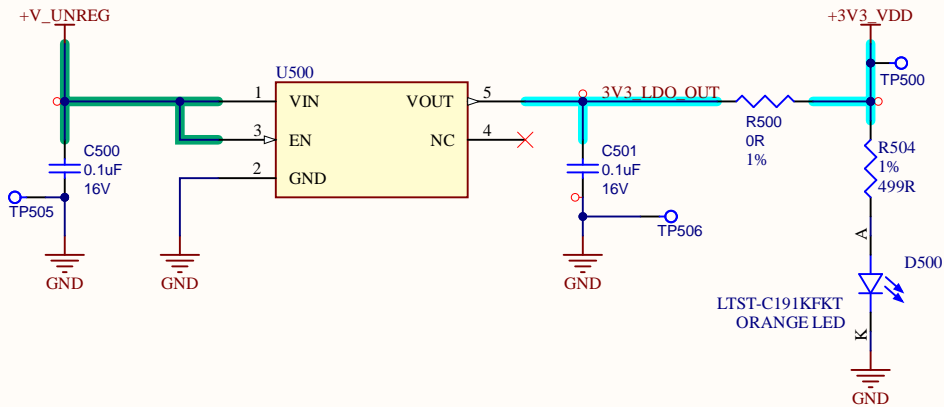 +V_UNREG
+3V3_VDD
U500
TP500
1
VIN
VOUT
5
3V3_LDO_OUT
R500
0R
1%
3
EN
NC
4
C500
0.1uF
16V
2
GND
C501
0.1uF
16V
R504
1%
499R
TP505
TP506
A
GND
GND
GND
D500
LTST-C191KFKT
ORANGE LED
K
GND